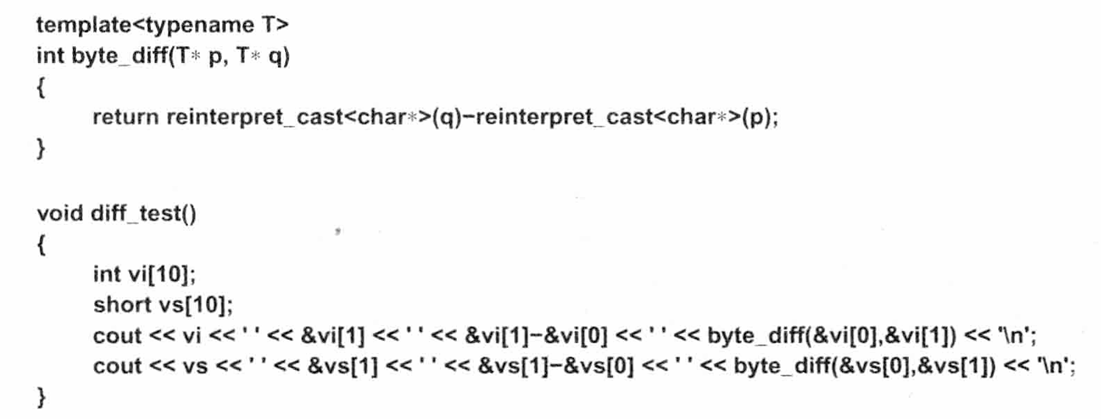 template<typename T>
int byte_diff(T* p, T* q)
{
return reinterpret_cast<char*>(q)−reinterpret_cast<char*>(p);
}
void diff_test()
{
int vi[10];
short vs[10];
cout << vi << ' ' << &vi[1] << ' ' << &vi[1]−&vi[0] << ' ' << byte_diff(&vi[0],&vi[1]) << '\n';
cout << vs << ' ' << &vs[1] << ' ' << &vs[1]−&vs[0] << ' ' << byte_diff(&vs[0],&vs[1]) << '\n';
}